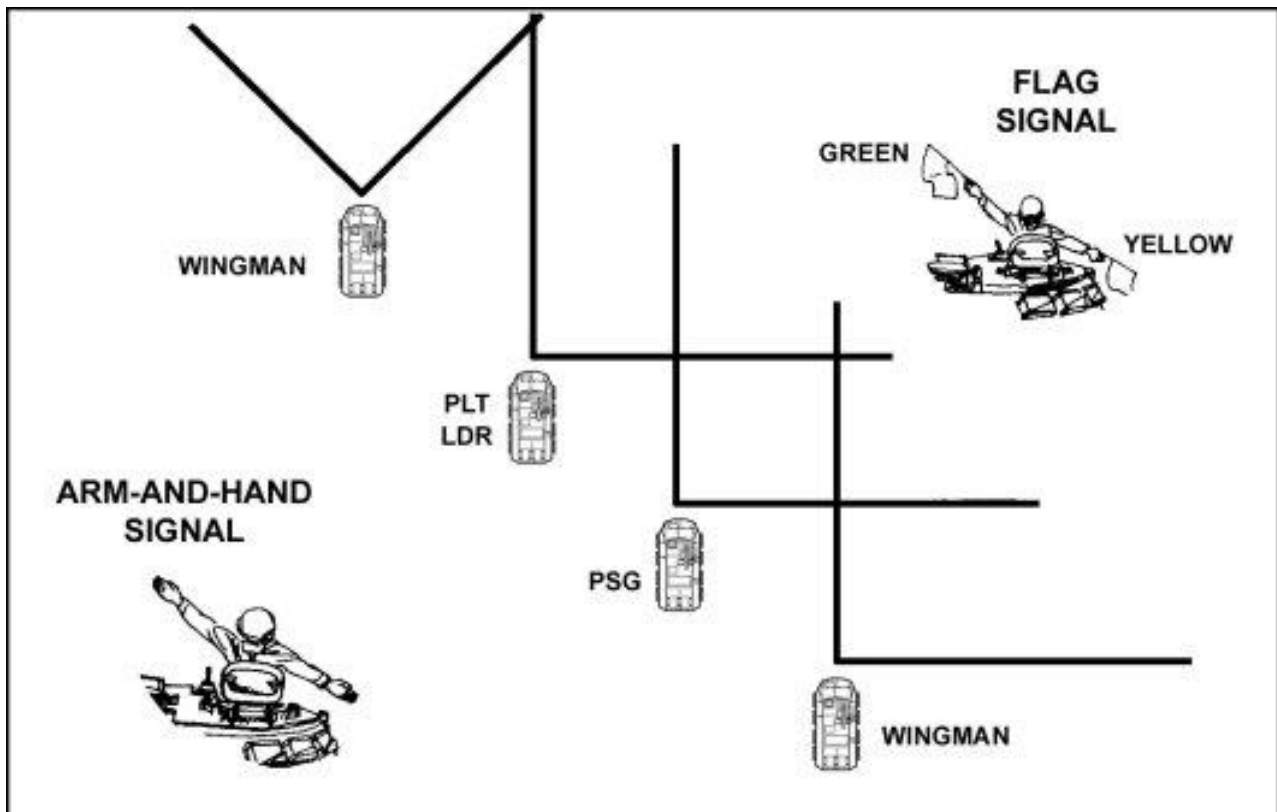 FLAG
SIGNAL
GREEN
YELLOW
WINGMAN
PLT
LDR
ARM-AND-HAND
SIGNAL
PSG
WINGMAN